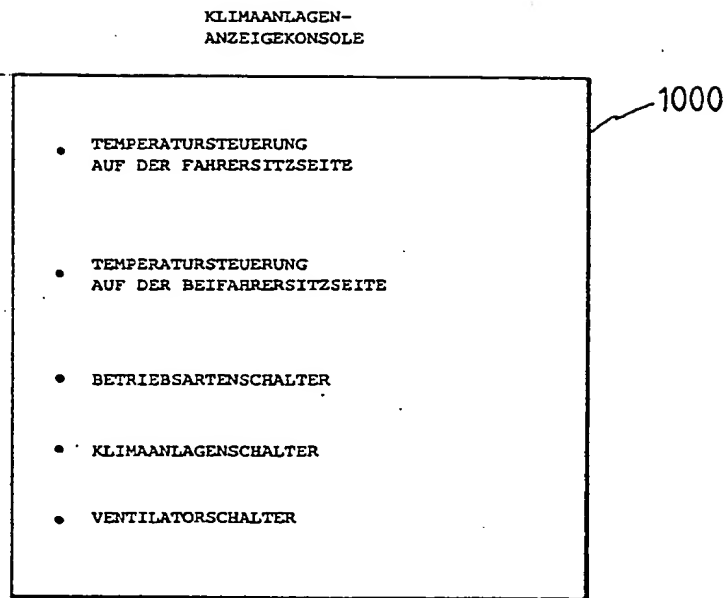 KLIMAANLAGEN-
ANZEIGEKONSOLE
1000
• TEMPERATURSTEUERUNG
AUF DER FAHRERSITZSEITE
• TEMPERATURSTEUERUNG
AUF DER BEIFAHRERSITZSEITE
• BETRIEBSARTENSCHALTER
• KLIMAANLAGENSCHALTER
• VENTILATORSCHALTER